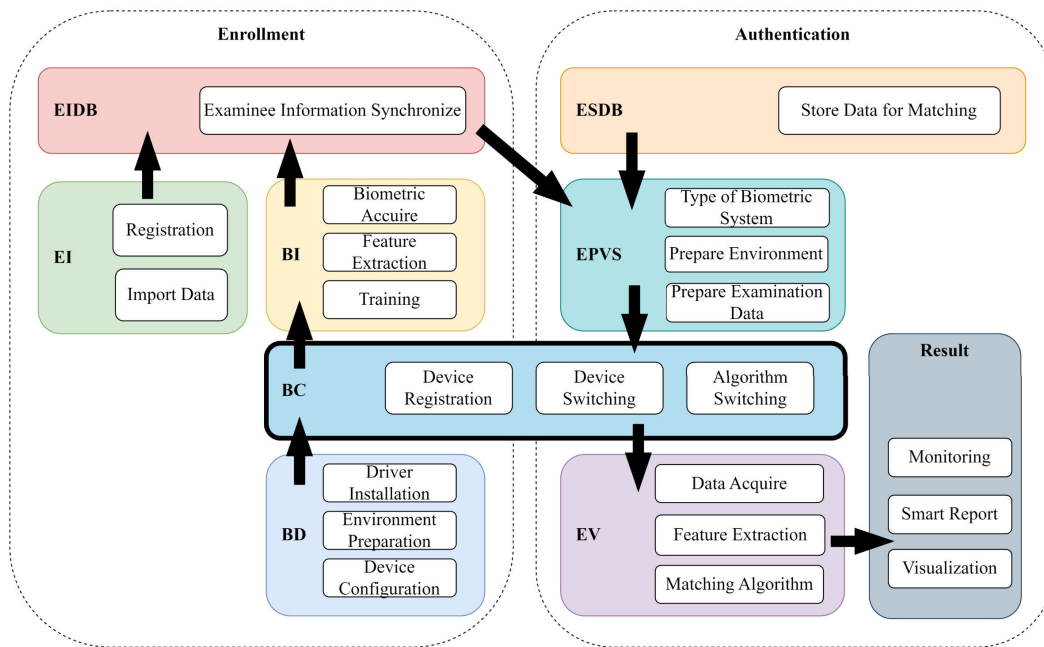 Enrollment
Authentication
EIDB
Examinee Information Synchronize
ESDB
Store Data for Matching
EI
Registration
Import Data
BI
Biometric
Accuire
Feature
Extraction
Training
EPVS
Type of Biometric
System
Prepare Environment
Prepare Examination
Data
BC
Device
Registration
Device
Switching
Algorithm
Switching
Result
Monitoring
Smart Report
Visualization
BD
Driver
Installation
Environment
Preparation
Device
Configuration
EV
Data Acquire
Feature Extraction
Matching Algorithm